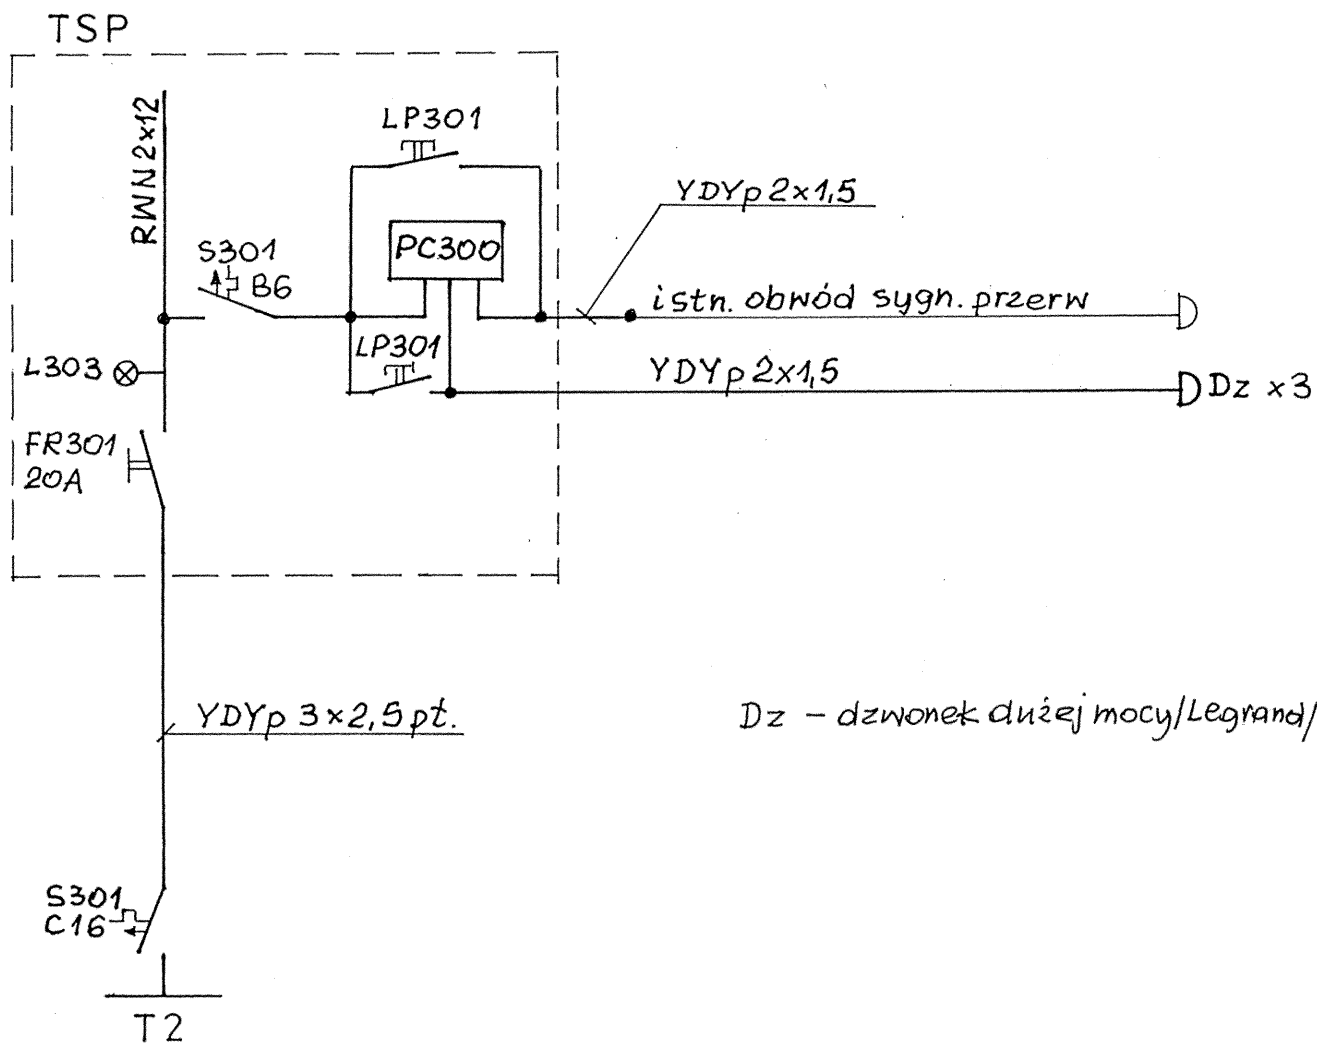 TSP
RWN 2x12
LP301
YDYp 2x1,5
PC300
S301
B6
istn. obwód sygn. przerw
LP301
L303
YDYp 2x1,5
Dz x3
FR301
20A
YDYp 3x2,5 pt.
Dz - dzwonek dużej mocy/Legrand/
S301
C16
T2